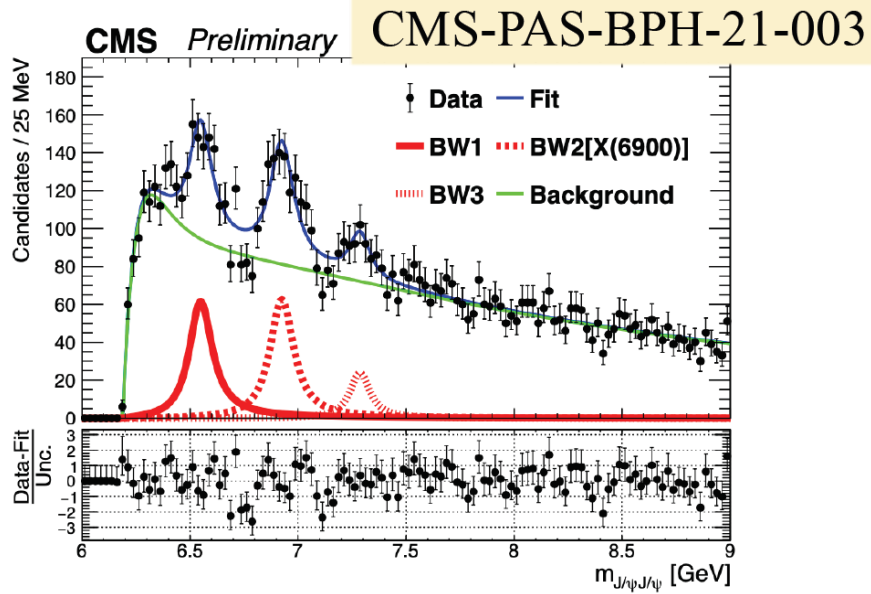 CMS-PAS-BPH-21-003
CMS Preliminary
Candidates / 25 MeV
180
160
140
120
100
80
60
40
20
0
Data
Fit
BW1
BW2[X(6900)]
BW3
Background
Data-Fit
Unc.
3
2
1
0
−1
−2
−3
6 6.5 7 7.5 8 8.5 9
m_{J/ψJ/ψ} [GeV]